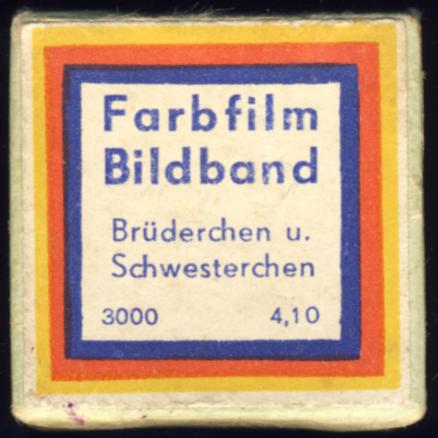 Farbfilm
Bildband
Brüderchen u.
Schwesterchen
3000 4,10